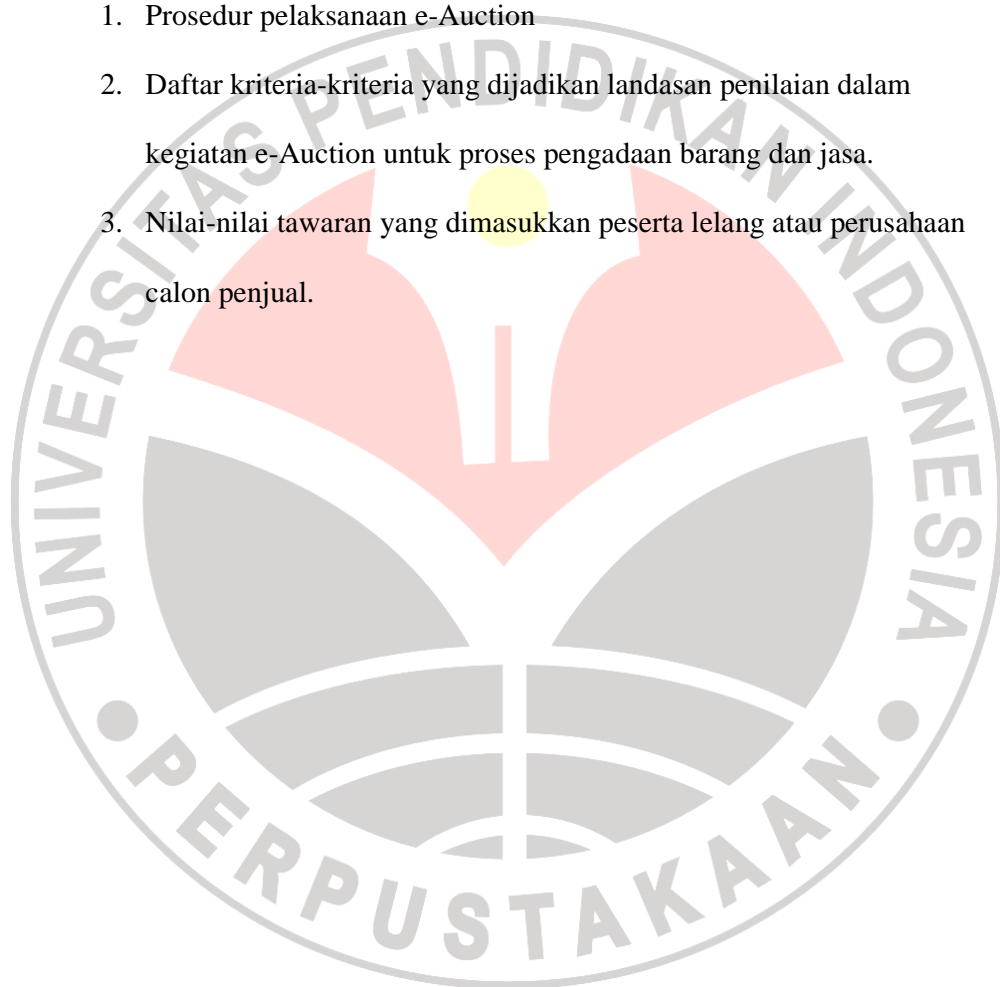 1. Prosedur pelaksanaan e-Auction
2. Daftar kriteria-kriteria yang dijadikan landasan penilaian dalam
kegiatan e-Auction untuk proses pengadaan barang dan jasa.
3. Nilai-nilai tawaran yang dimasukkan peserta lelang atau perusahaan
calon penjual.
UNIVERSITAS PENDIDIKAN INDONESIA
PERPUSTAKAAN